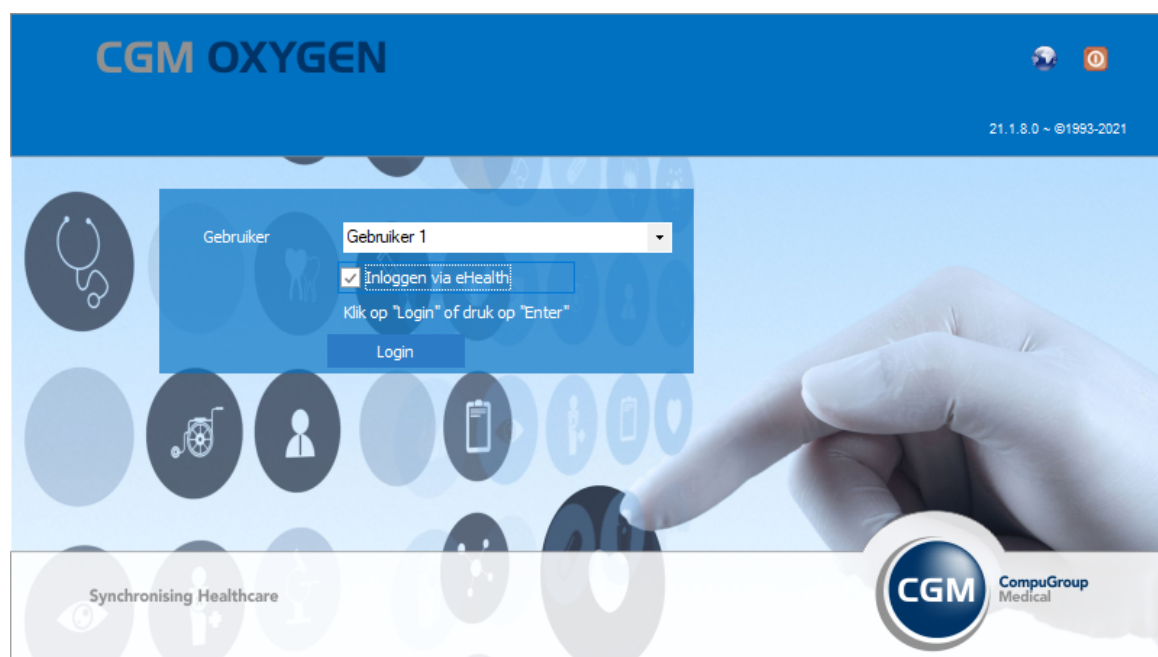 CGM OXYGEN
21.1.8.0 ~ ©1993-2021
Gebruiker
Gebruiker 1
Inloggen via eHealth
Klik op "Login" of druk op "Enter"
Login
Synchronising Healthcare
CGM
CompuGroup
Medical